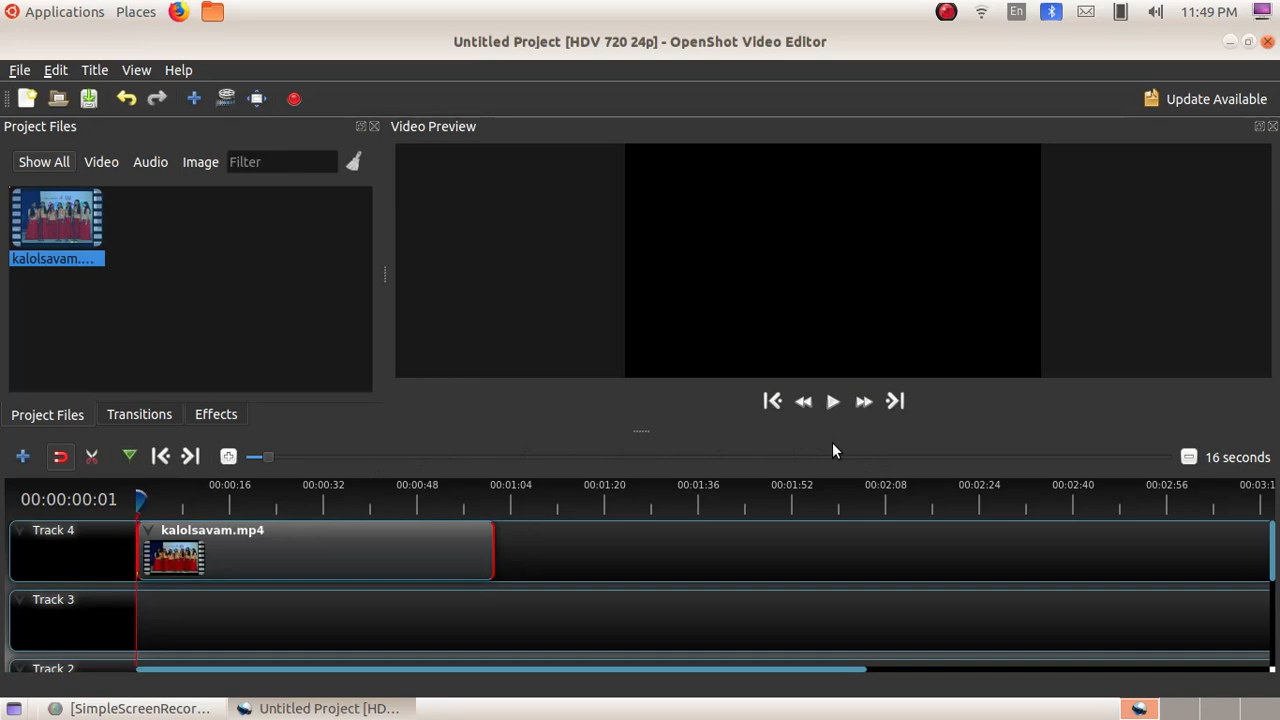 Applications Places En 11:49 PM
Untitled Project [HDV 720 24p] - OpenShot Video Editor
File Edit Title View Help
Update Available
Project Files
Video Preview
Show All Video Audio Image Filter
kalolsavam....
Project Files Transitions Effects
16 seconds
00:00:00:01
00:00:16 00:00:32 00:00:48 00:01:04 00:01:20 00:01:36 00:01:52 00:02:08 00:02:24 00:02:40 00:02:56 00:03:1
Track 4
kalolsavam.mp4
Track 3
Track 2
[SimpleScreenRecor... Untitled Project [HD...